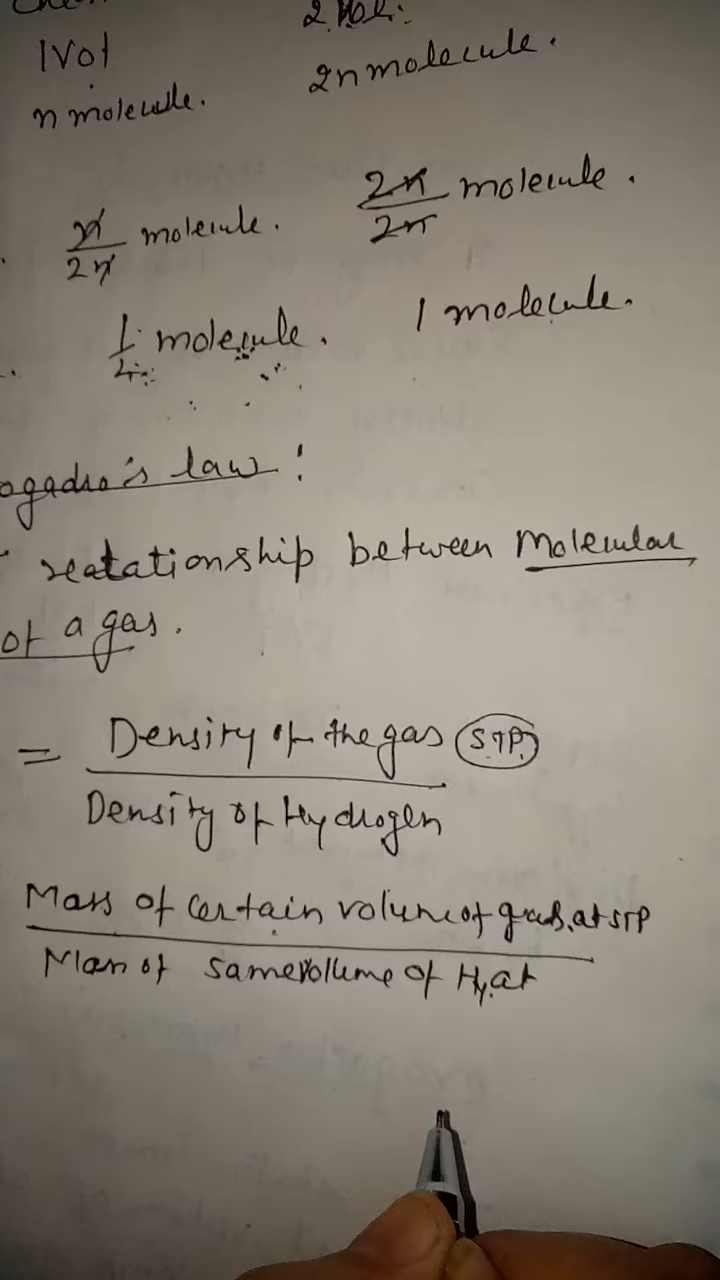 2 Vol.
1 Vol
2n molecule.
n molecule.
n/2n molecule. 2n/2n molecule.
1/2 molecule. 1 molecule.
ogadro's law:
reatationship between Molecular
of a gas.
= Density of the gas (STP)
Density of Hydrogen
Mass of certain volume of gas, at STP
Mass of same volume of H2 at